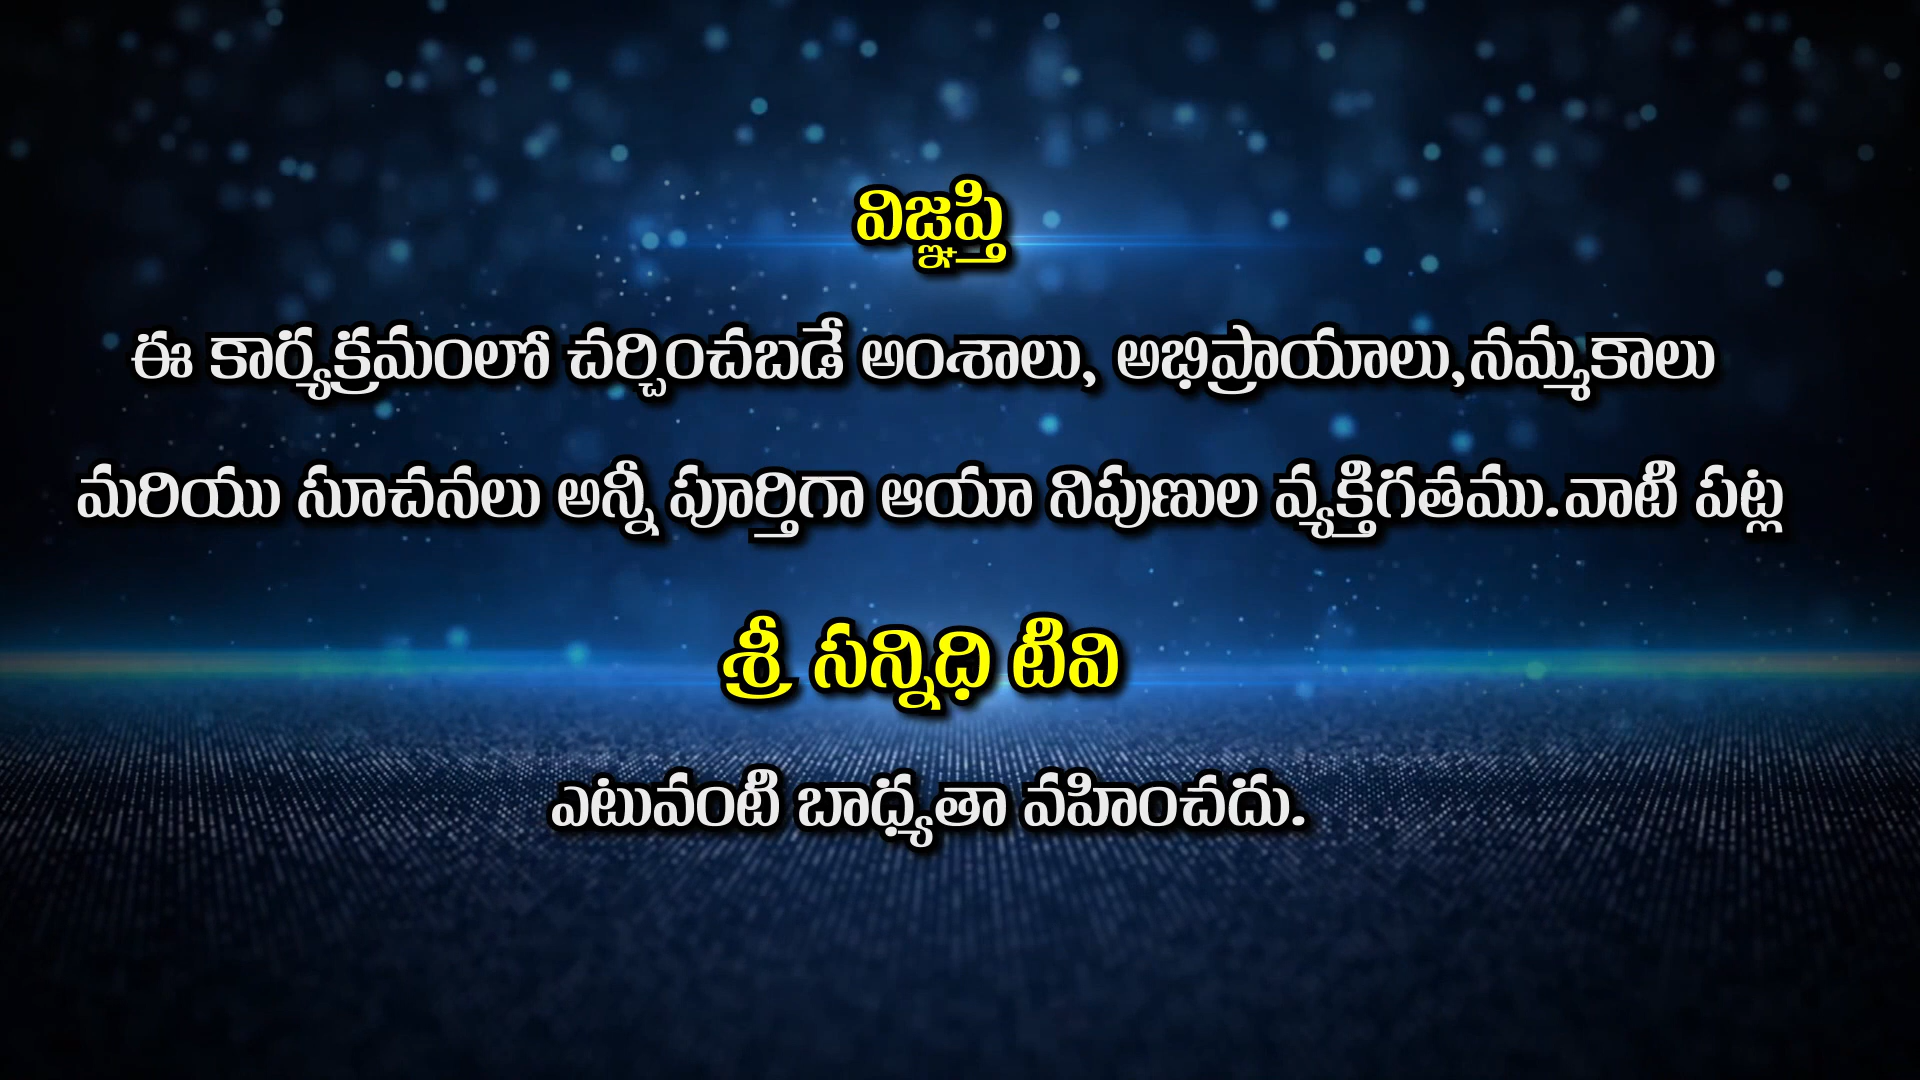 విజ్ఞప్తి
ఈ కార్యక్రమంలో చర్చించబడే అంశాలు, అభిప్రాయాలు,నమ్మకాలు
మరియు సూచనలు అన్నీ పూర్తిగా ఆయా నిపుణుల వ్యక్తిగతము.వాటి పట్ల
శ్రీ సన్నిధి టీవి
ఎటువంటి బాధ్యతా వహించదు.